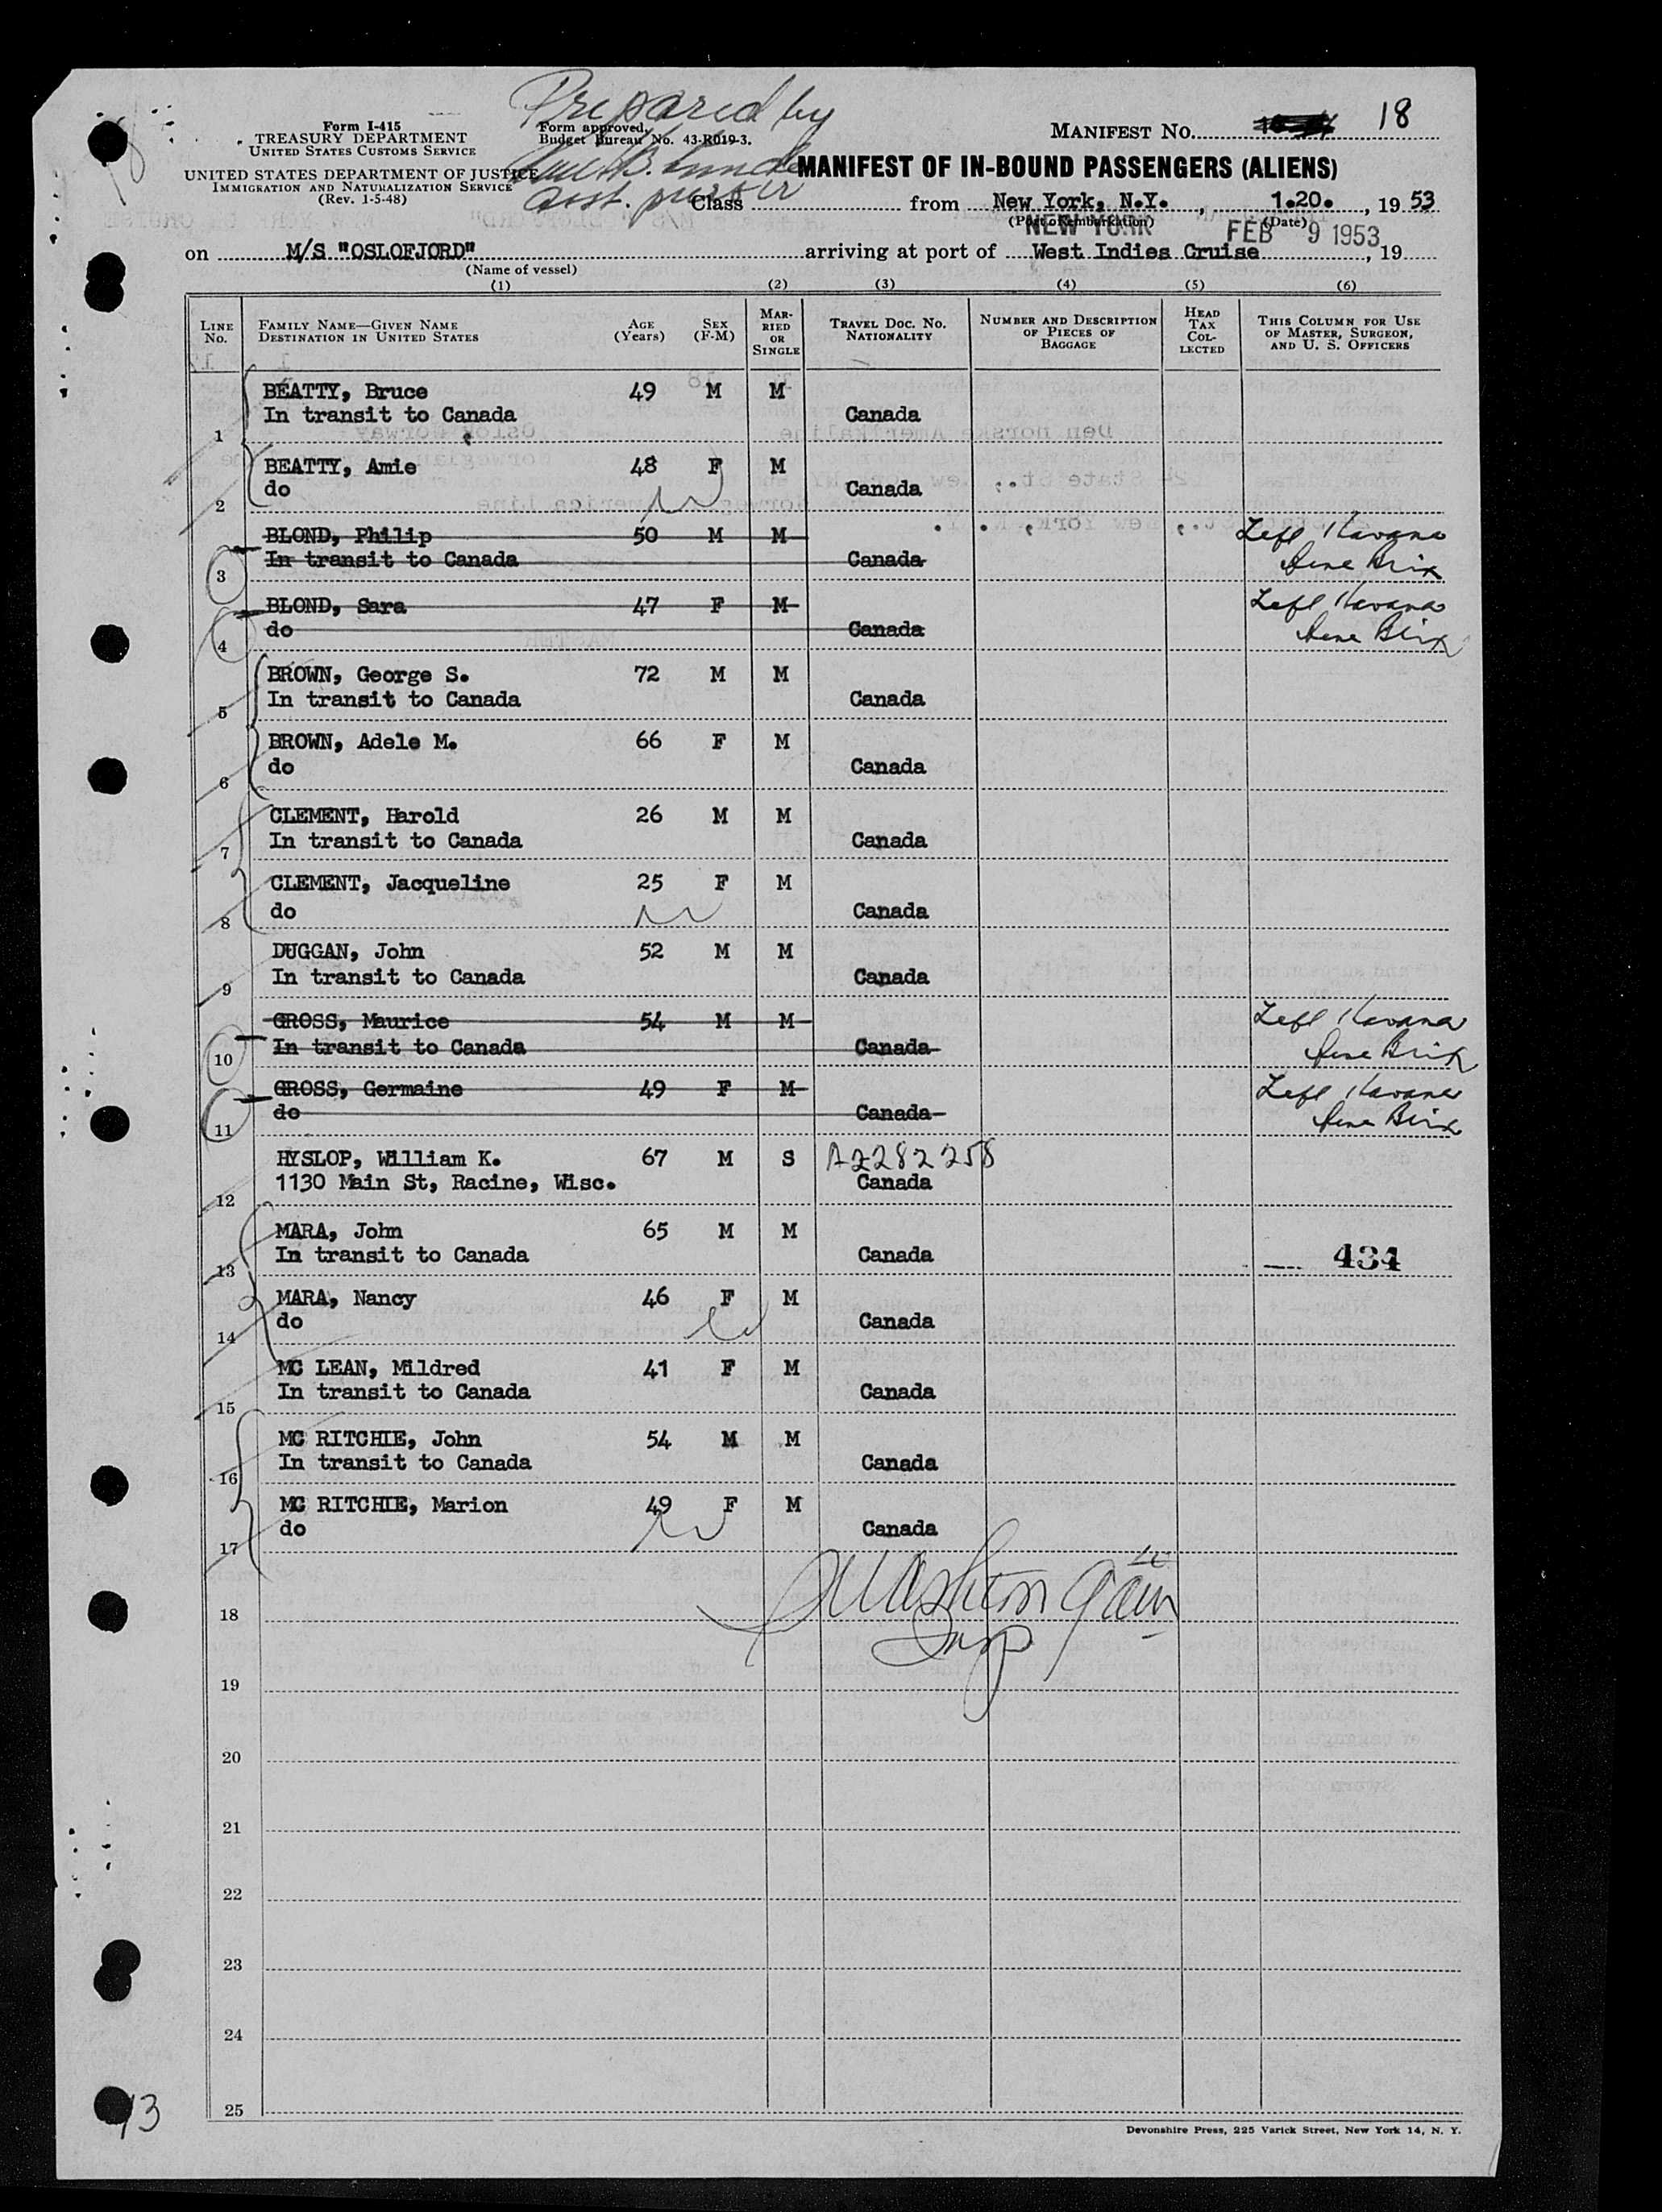 Prepared by
Form I-415
TREASURY DEPARTMENT
UNITED STATES CUSTOMS SERVICE
UNITED STATES DEPARTMENT OF JUSTICE
IMMIGRATION AND NATURALIZATION SERVICE
(Rev. 1-5-48)
Form approved.
Budget Bureau No. 43-R019-3.
asst. purser
MANIFEST No. 18
MANIFEST OF IN-BOUND PASSENGERS (ALIENS)
Class from New York, N.Y., 1.20., 19 53
(Port of embarkation) (Date)
NEW YORK FEB 9 1953
on M/S "OSLOFJORD" arriving at port of West Indies Cruise, 19
(Name of vessel)
(1) (2) (3) (4) (5) (6)
LINE No. FAMILY NAME—GIVEN NAME DESTINATION IN UNITED STATES AGE (Years) SEX (F-M) MARRIED OR SINGLE TRAVEL DOC. NO. NATIONALITY NUMBER AND DESCRIPTION OF PIECES OF BAGGAGE HEAD TAX COLLECTED THIS COLUMN FOR USE OF MASTER, SURGEON, AND U. S. OFFICERS
BEATTY, Bruce 49 M M
1 In transit to Canada Canada
BEATTY, Amie 48 F M
2 do Canada
BLOND, Philip 50 M M Left Havana
3 In transit to Canada Canada
BLOND, Sara 47 F M Left Havana
4 do Canada
BROWN, George S. 72 M M
5 In transit to Canada Canada
BROWN, Adele M. 66 F M
6 do Canada
CLEMENT, Harold 26 M M
7 In transit to Canada Canada
CLEMENT, Jacqueline 25 F M
8 do Canada
DUGGAN, John 52 M M
9 In transit to Canada Canada
GROSS, Maurice 54 M M Left Havana
10 In transit to Canada Canada
GROSS, Germaine 49 F M Left Havana
11 do Canada
HYSLOP, William K. 67 M S A2282258
12 1130 Main St, Racine, Wisc. Canada
MARA, John 65 M M
13 In transit to Canada Canada 434
MARA, Nancy 46 F M
14 do Canada
MC LEAN, Mildred 41 F M
15 In transit to Canada Canada
MC RITCHIE, John 54 M M
16 In transit to Canada Canada
MC RITCHIE, Marion 49 F M
17 do Canada
18
Insp
19
20
21
22
23
24
25
13
Devonshire Press, 225 Varick Street, New York 14, N. Y.